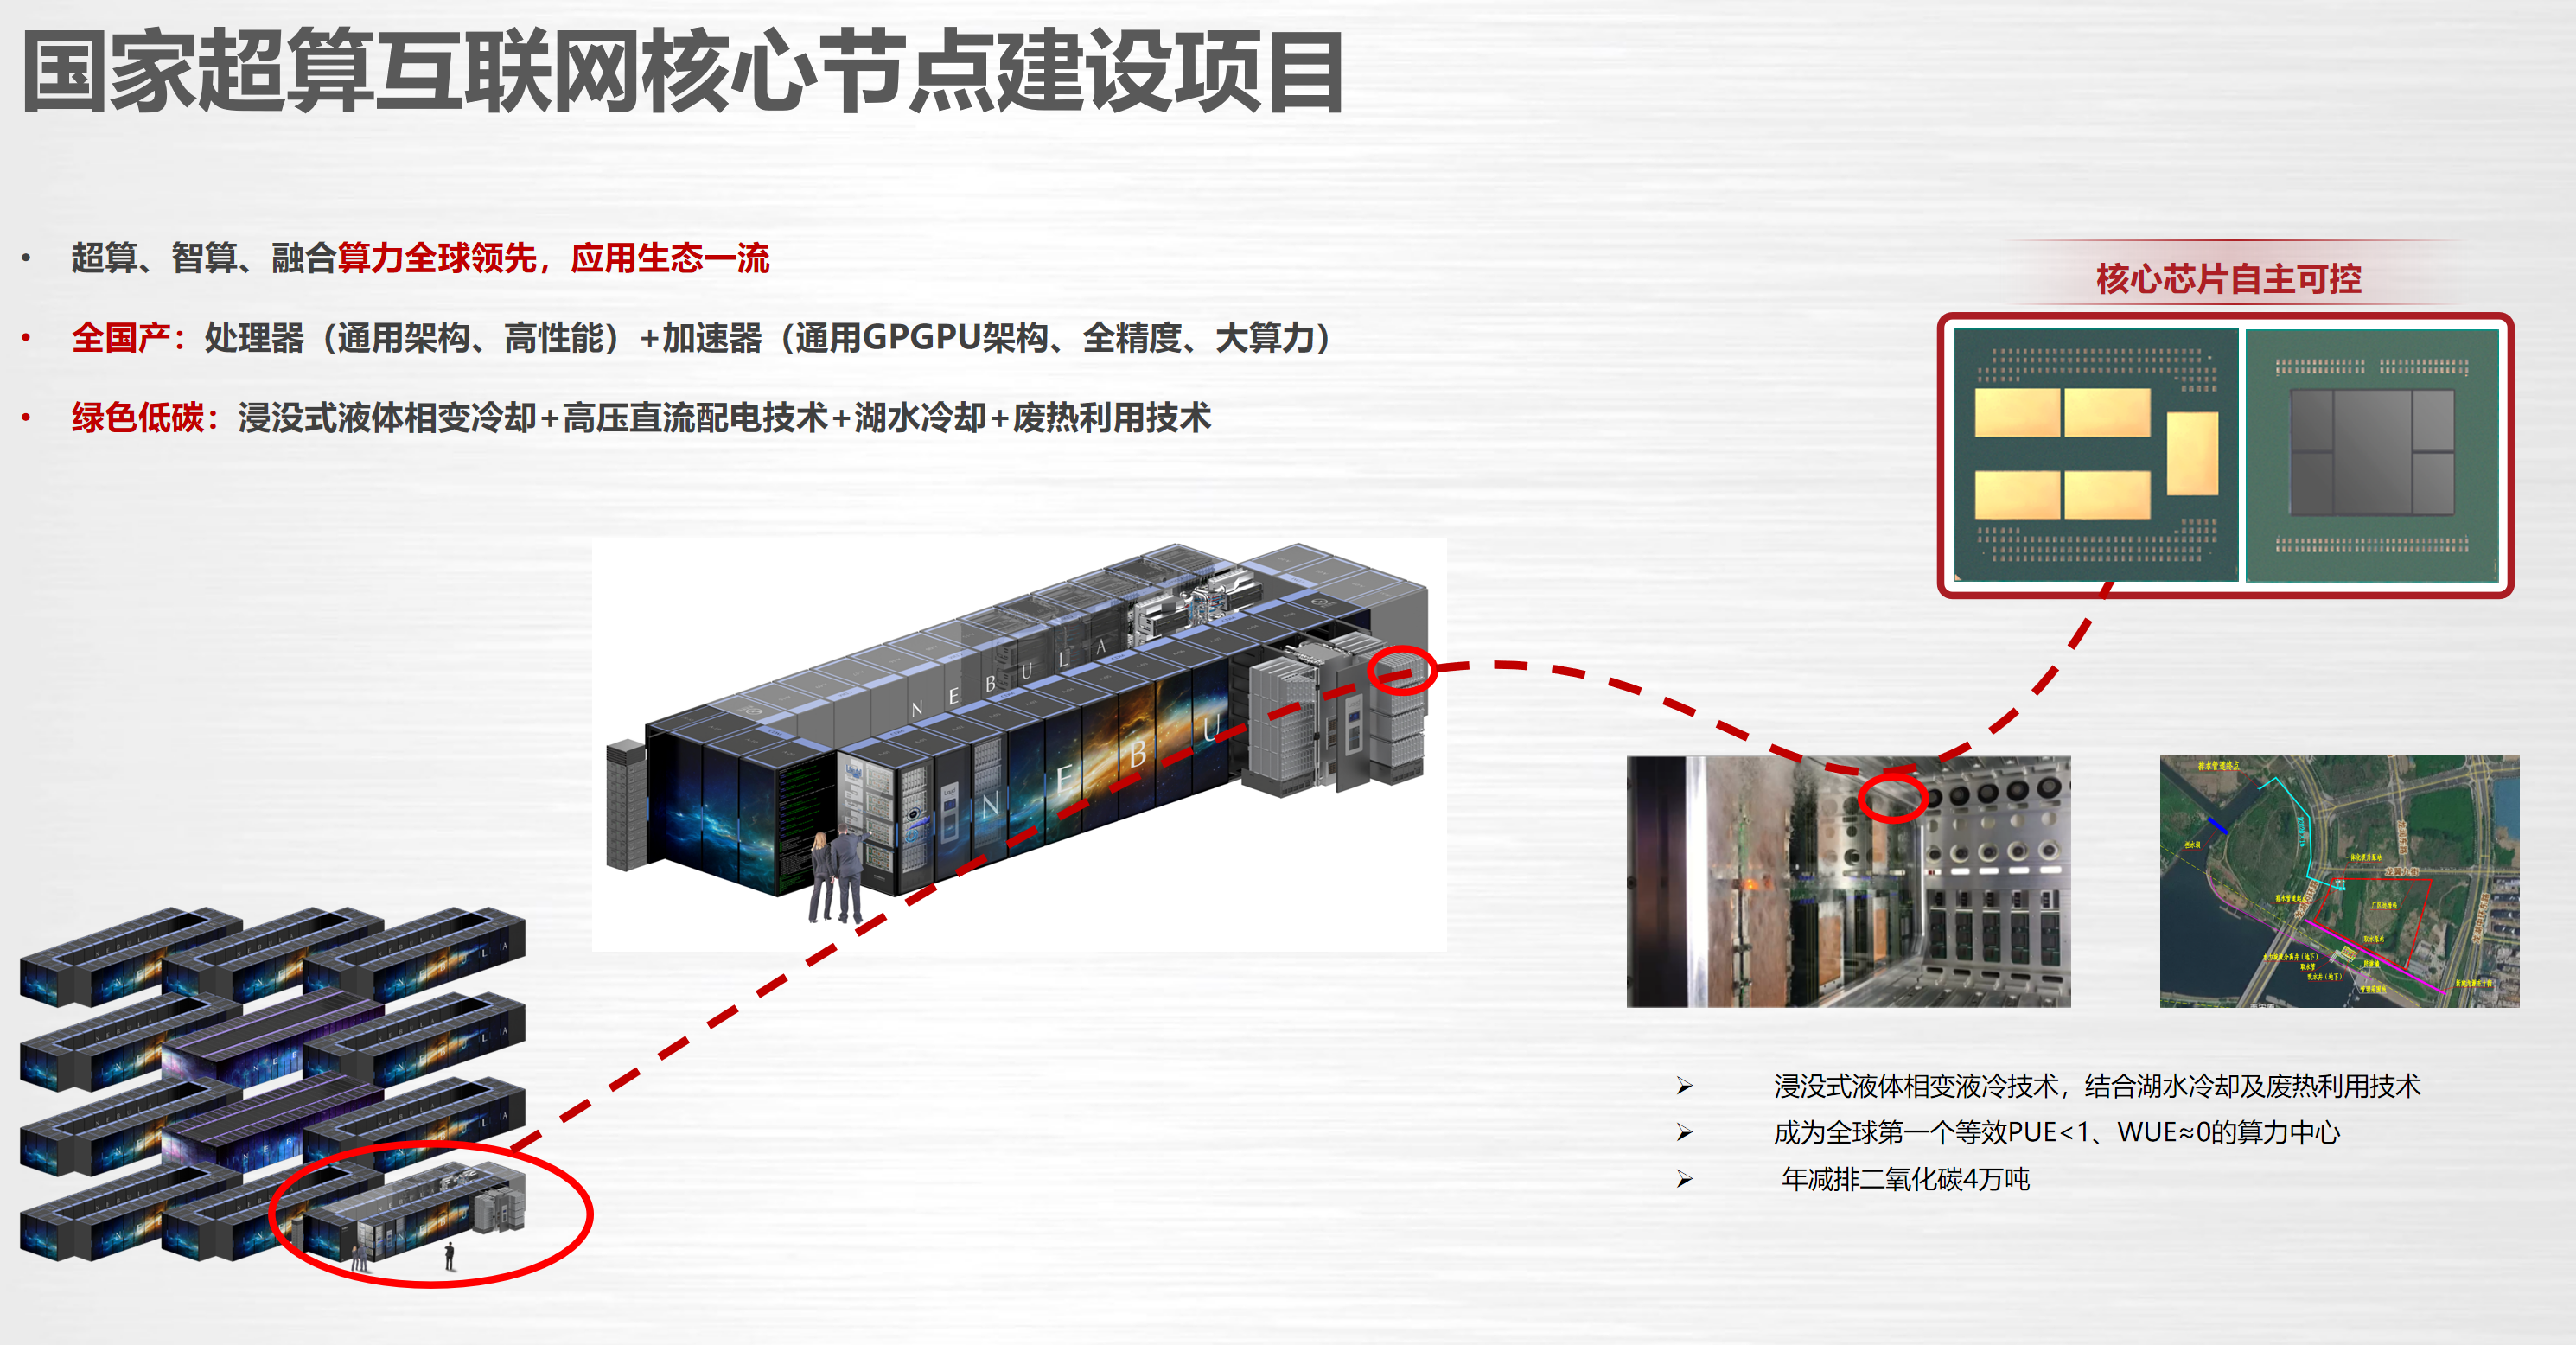 国家超算互联网核心节点建设项目
• 超算、智算、融合算力全球领先，应用生态一流
• 全国产：处理器（通用架构、高性能）+加速器（通用GPGPU架构、全精度、大算力）
• 绿色低碳：浸没式液体相变冷却+高压直流配电技术+湖水冷却+废热利用技术
核心芯片自主可控
NEBULA
NEBU
排水管道终点
➢ 浸没式液体相变液冷技术，结合湖水冷却及废热利用技术
➢ 成为全球第一个等效PUE<1、WUE≈0的算力中心
➢ 年减排二氧化碳4万吨